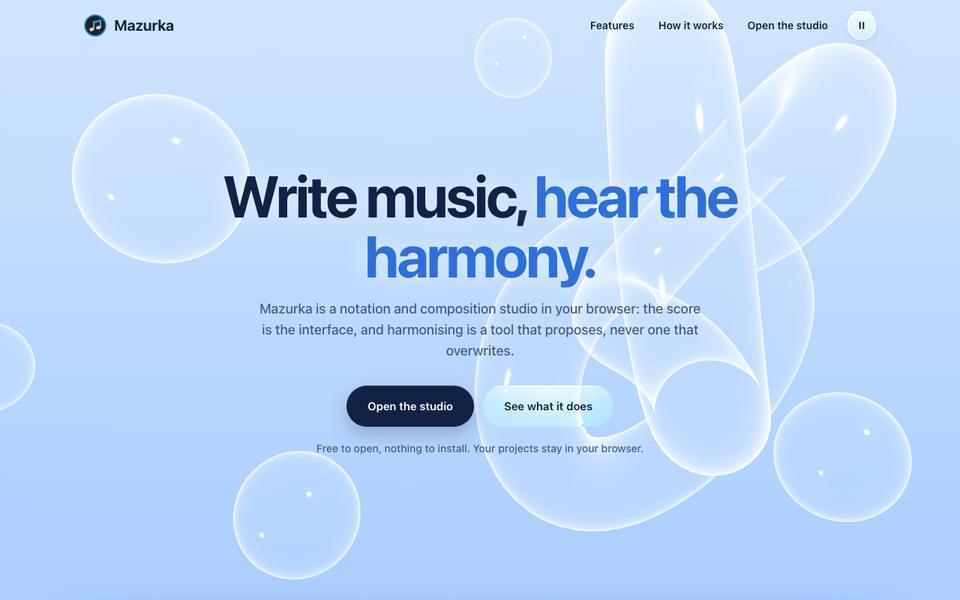 Mazurka
Features
How it works
Open the studio
Write music, hear the
harmony.
Mazurka is a notation and composition studio in your browser: the score
is the interface, and harmonising is a tool that proposes, never one that
overwrites.
Open the studio
See what it does
Free to open, nothing to install. Your projects stay in your browser.